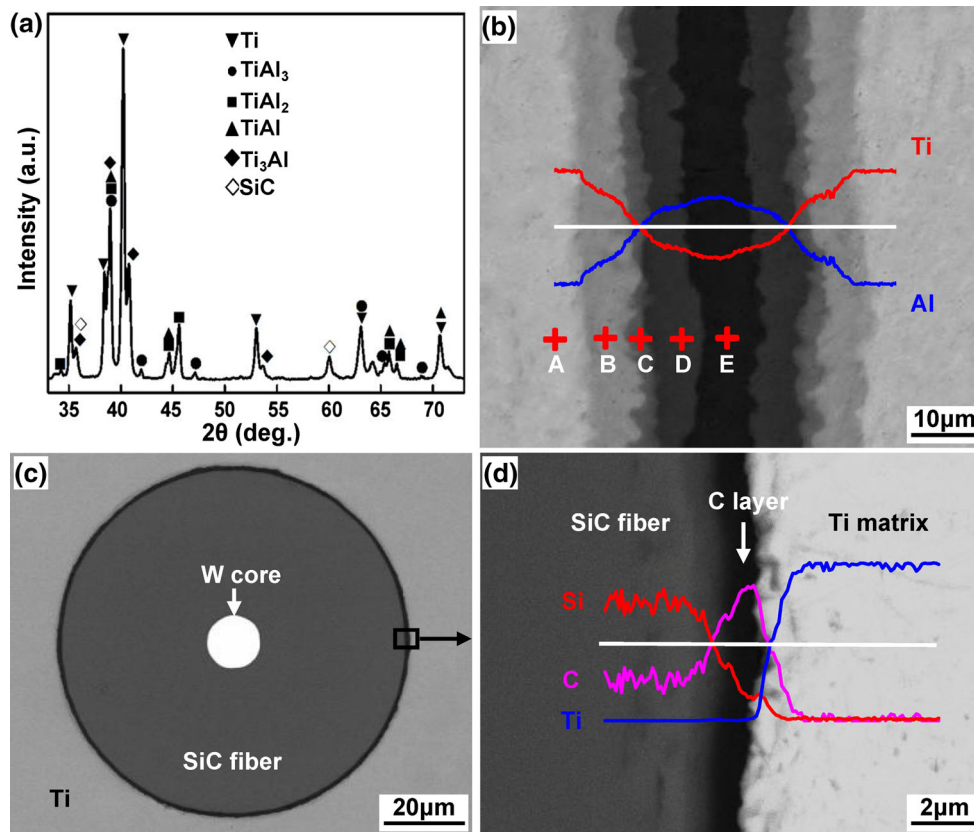 (a)
Ti
TiAl3
TiAl2
TiAl
Ti3Al
SiC
Intensity (a.u.)
33 40 45 50 55 60 65 70
2θ (deg.)
(b)
Ti
Al
A B C D E
10μm
(c)
W core
SiC fiber
Ti
20μm
(d)
C layer
SiC fiber
Ti matrix
Si
C
Ti
2μm